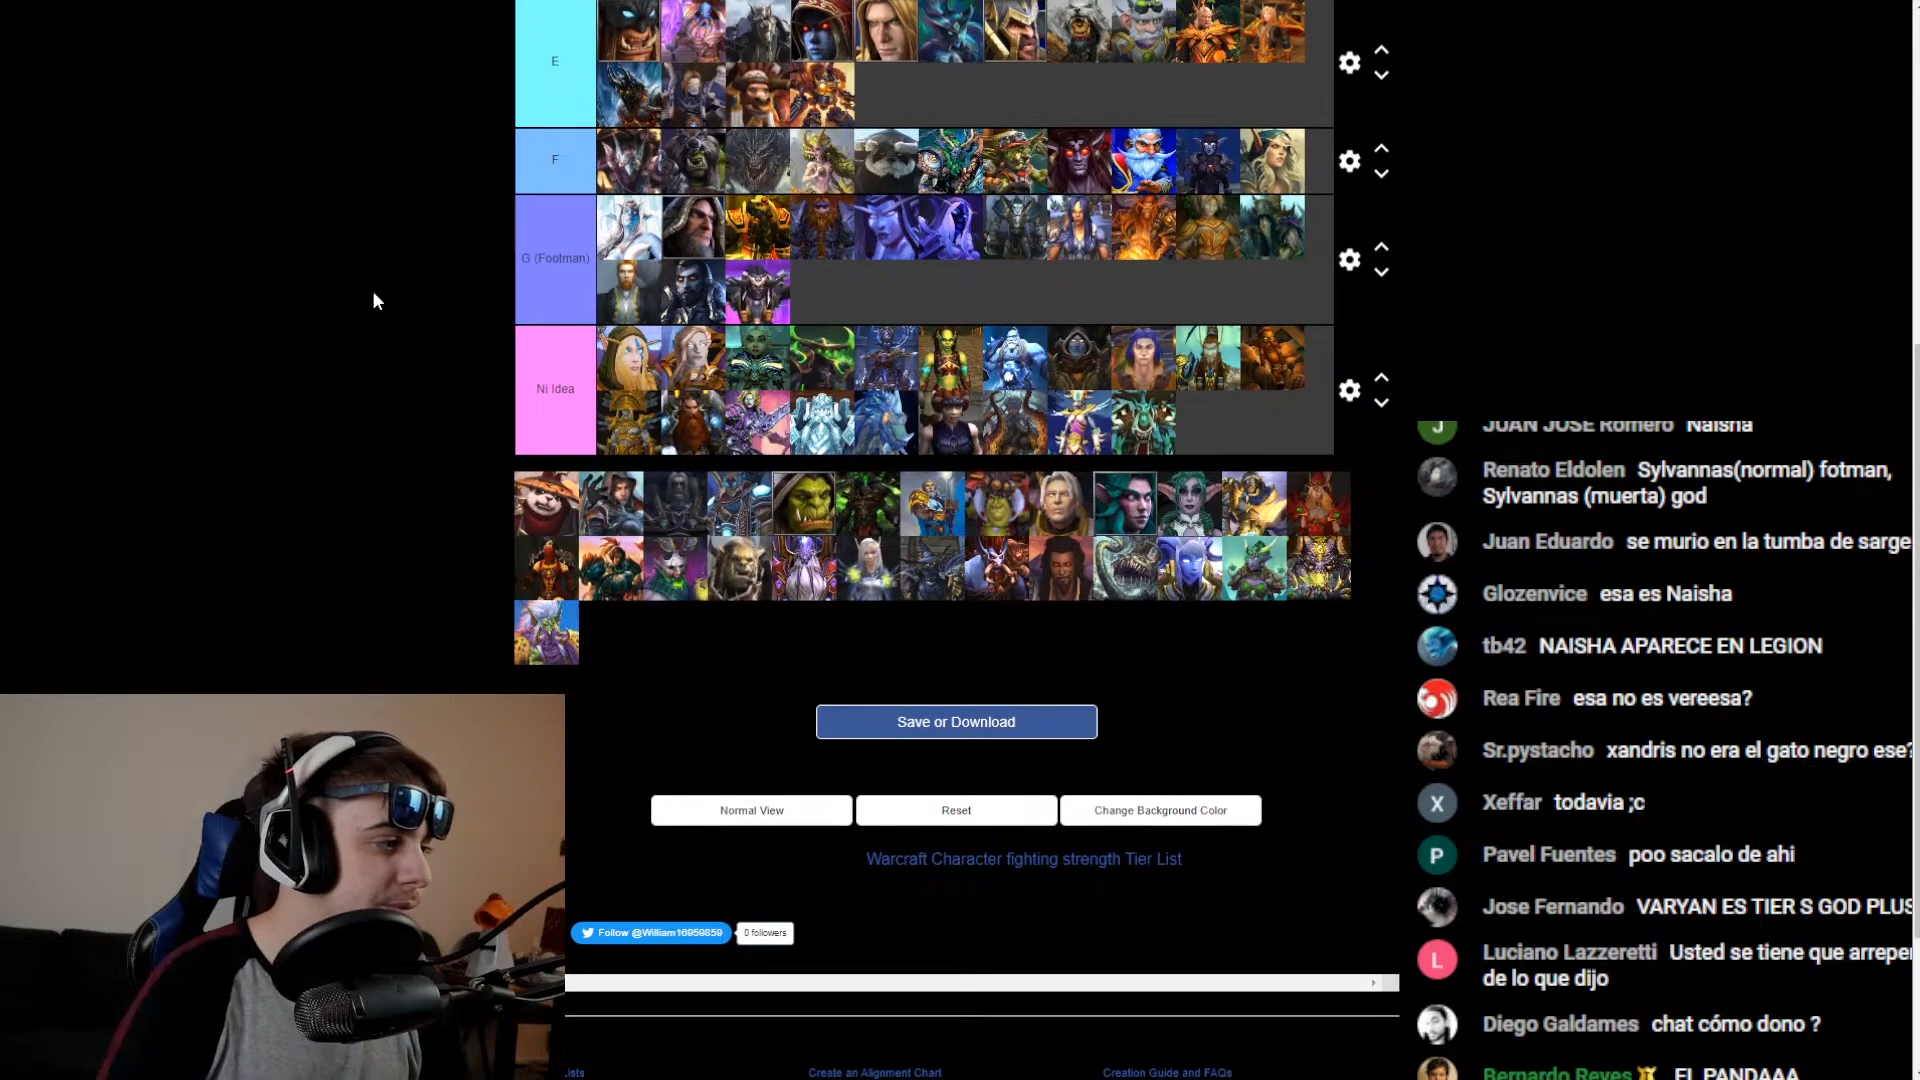 E
F
G (Footman)
Ni Idea
Save or Download
Normal View
Reset
Change Background Color
Warcraft Character fighting strength Tier List
Follow @William16959859
0 followers
Create an Alignment Chart
Creation Guide and FAQs
J
JUAN JOSE Romero Naisha
Renato Eldolen Sylvannas(normal) fotman,
Sylvannas (muerta) god
Juan Eduardo se murio en la tumba de sarge
Glozenvice esa es Naisha
tb42 NAISHA APARECE EN LEGION
Rea Fire esa no es vereesa?
Sr.pystacho xandris no era el gato negro ese?
X
Xeffar todavia ;c
P
Pavel Fuentes poo sacalo de ahi
Jose Fernando VARYAN ES TIER S GOD PLUS
L
Luciano Lazzeretti Usted se tiene que arrepe
de lo que dijo
Diego Galdames chat cómo dono ?
Bernardo Reyes EL PANDAAA